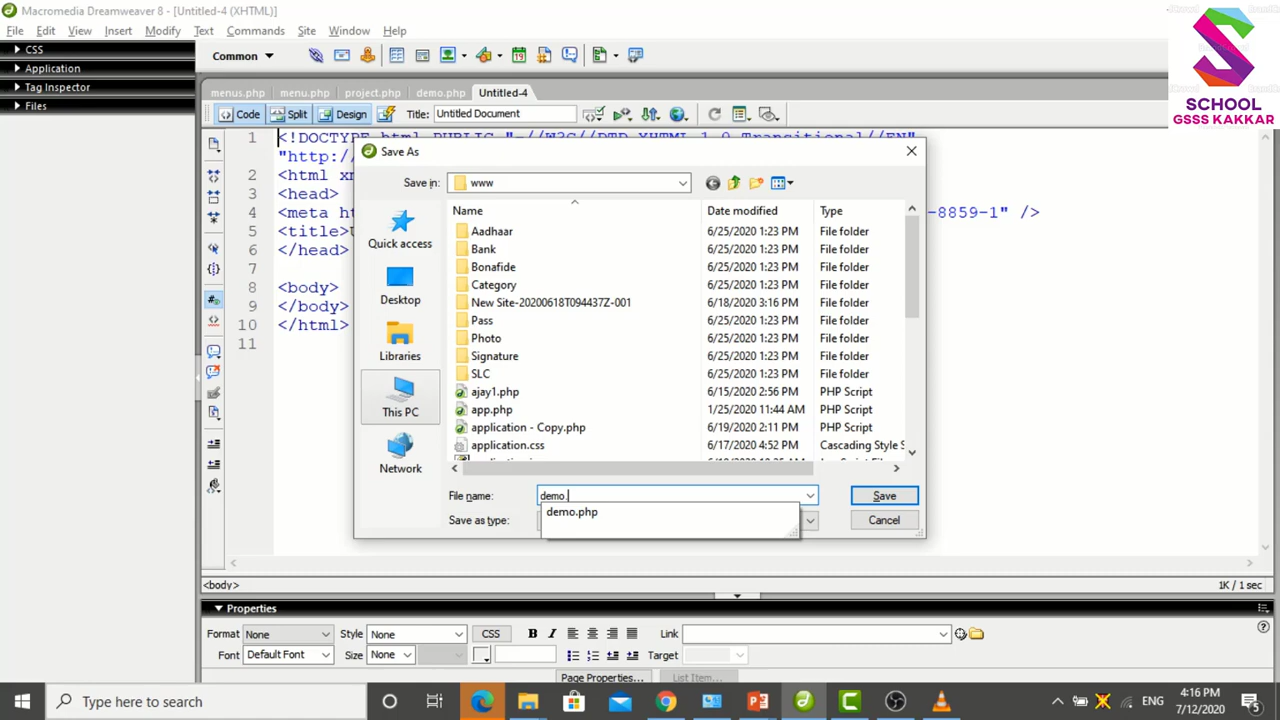 Macromedia Dreamweaver 8 - [Untitled-4 (XHTML)]
File Edit View Insert Modify Text Commands Site Window Help
CSS
Application
Tag Inspector
Files
Common
menus.php menu.php project.php demo.php Untitled-4
Code Split Design Title: Untitled Document
1 <!DOCTYPE html PUBLIC "-//W3C//DTD XHTML 1.0 Transitional//EN"
"http://
2 <html xm
3 <head>
4 <meta ht -8859-1" />
5 <title>U
6 </head>
7
8 <body>
9 </body>
10 </html>
11
Save As
Save in: www
Quick access
Desktop
Libraries
This PC
Network
Name Date modified Type
Aadhaar 6/25/2020 1:23 PM File folder
Bank 6/25/2020 1:23 PM File folder
Bonafide 6/25/2020 1:23 PM File folder
Category 6/25/2020 1:23 PM File folder
New Site-20200618T094437Z-001 6/18/2020 3:16 PM File folder
Pass 6/25/2020 1:23 PM File folder
Photo 6/25/2020 1:23 PM File folder
Signature 6/25/2020 1:23 PM File folder
SLC 6/25/2020 1:23 PM File folder
ajay1.php 6/15/2020 2:56 PM PHP Script
app.php 1/25/2020 11:44 AM PHP Script
application - Copy.php 6/19/2020 2:11 PM PHP Script
application.css 6/17/2020 4:52 PM Cascading Style S
File name: demo. Save
demo.php
Save as type: Cancel
SCHOOL
GSSS KAKKAR
<body> 1K / 1 sec
Properties
Format None Style None CSS B I Link
Font Default Font Size None Target
Page Properties... List Item...
Type here to search
ENG
4:16 PM
7/12/2020
5